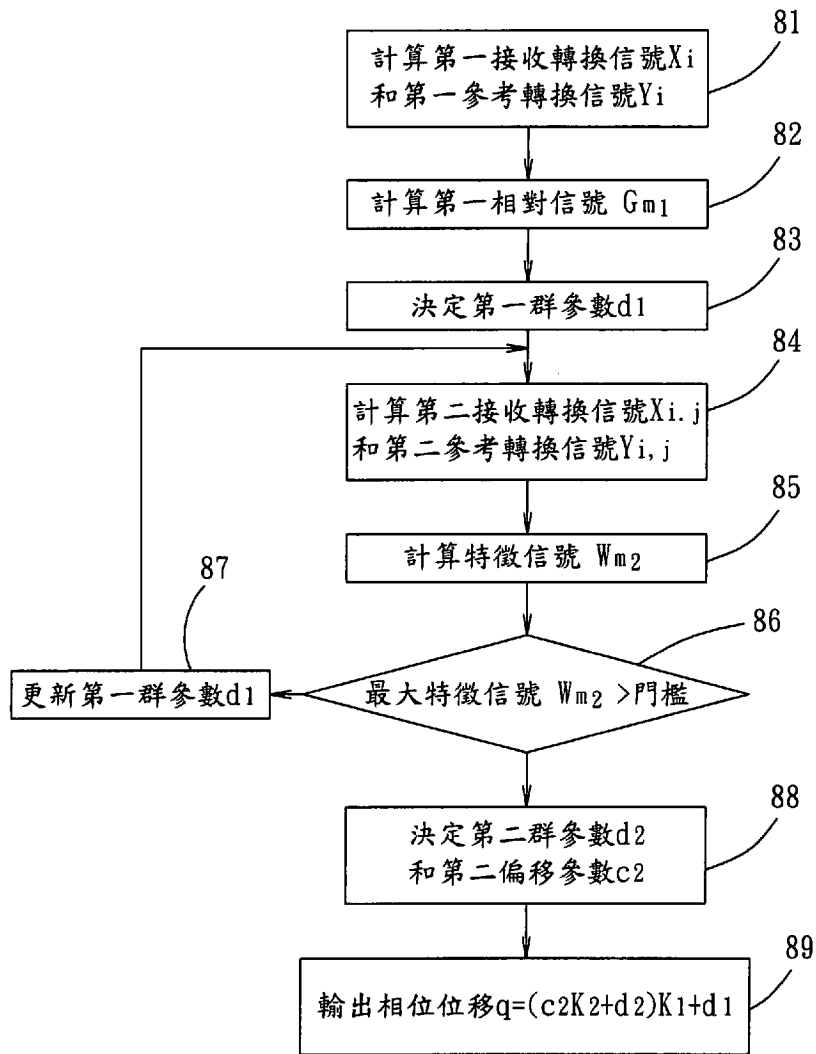 81
計算第一接收轉換信號Xi
和第一參考轉換信號Yi
82
計算第一相對信號 Gm1
83
決定第一群參數d1
84
計算第二接收轉換信號Xi.j
和第二參考轉換信號Yi,j
85
計算特徵信號 Wm2
87
86
更新第一群參數d1
最大特徵信號 Wm2 >門檻
88
決定第二群參數d2
和第二偏移參數c2
89
輸出相位位移q=(c2K2+d2)K1+d1